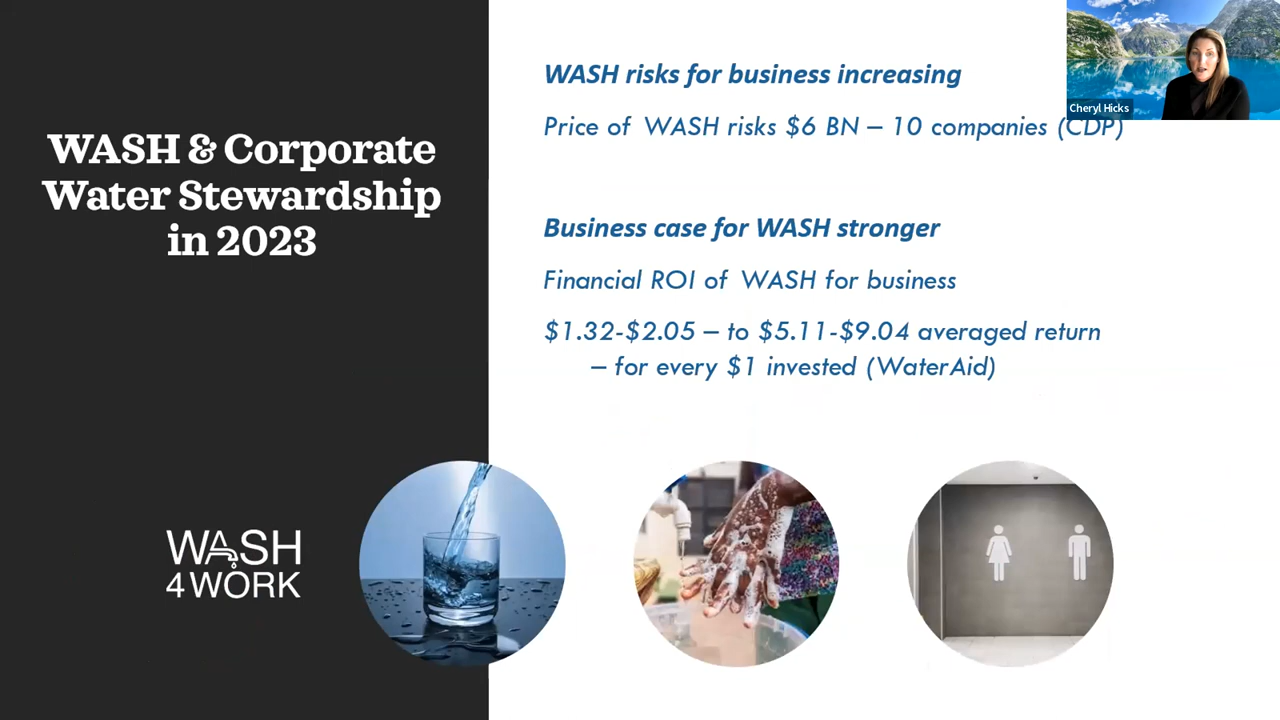 WASH & Corporate
Water Stewardship
in 2023
WASH risks for business increasing
Price of WASH risks $6 BN – 10 companies (CDP)
Business case for WASH stronger
Financial ROI of WASH for business
$1.32-$2.05 – to $5.11-$9.04 averaged return
– for every $1 invested (WaterAid)
Cheryl Hicks
WASH
4WORK